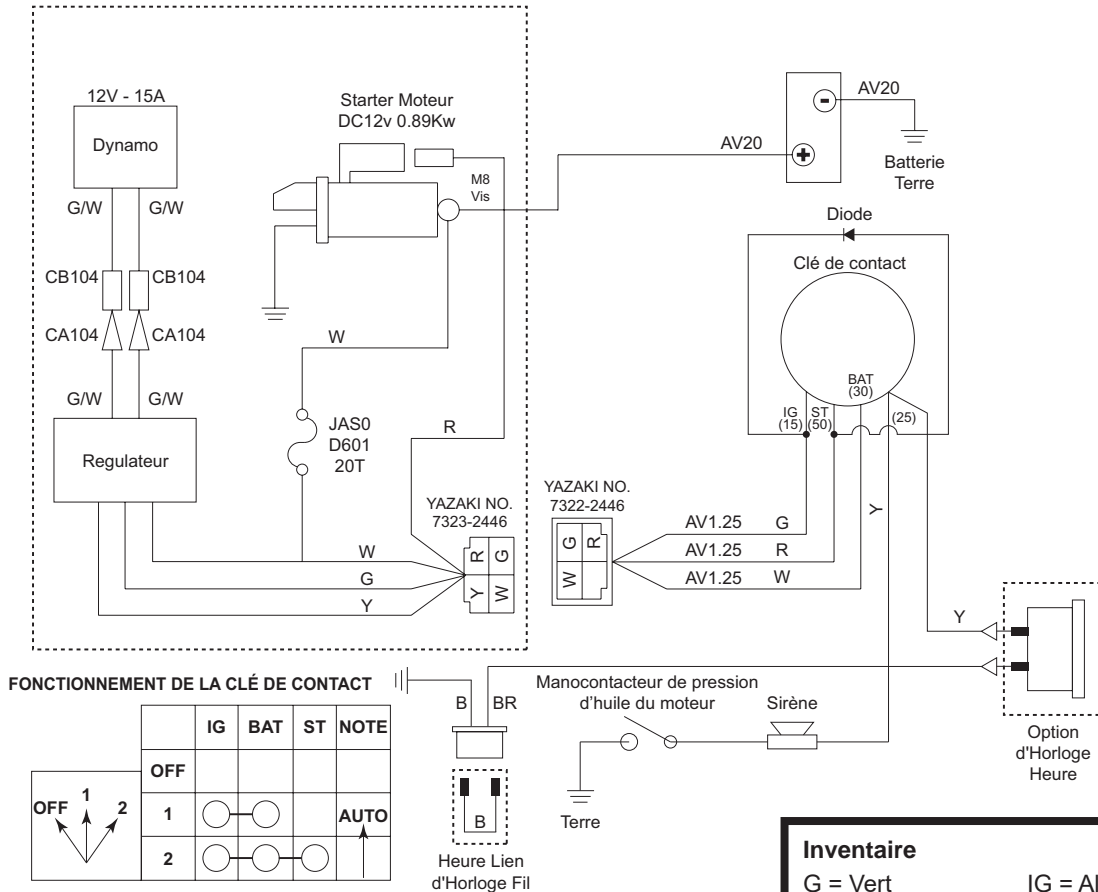 12V - 15A
Dynamo
G/W
G/W
CB104
CB104
CA104
CA104
G/W
G/W
Regulateur
Starter Moteur
DC12v 0.89Kw
M8
Vis
W
JAS0
D601
20T
R
YAZAKI NO.
7323-2446
W
G
Y
R
G
Y
W
AV20
AV20
-
+
Batterie
Terre
Diode
Clé de contact
BAT
(30)
IG
(15)
ST
(50)
(25)
YAZAKI NO.
7322-2446
G
R
W
AV1.25 G
AV1.25 R
AV1.25 W
Y
Y
Option
d'Horloge
Heure
FONCTIONNEMENT DE LA CLÉ DE CONTACT
IG BAT ST NOTE
OFF
1
2
AUTO
OFF 1 2
B
BR
B
Heure Lien
d'Horloge Fil
Manocontacteur de pression
d'huile du moteur
Sirène
Terre
Inventaire
G = Vert
IG = Al